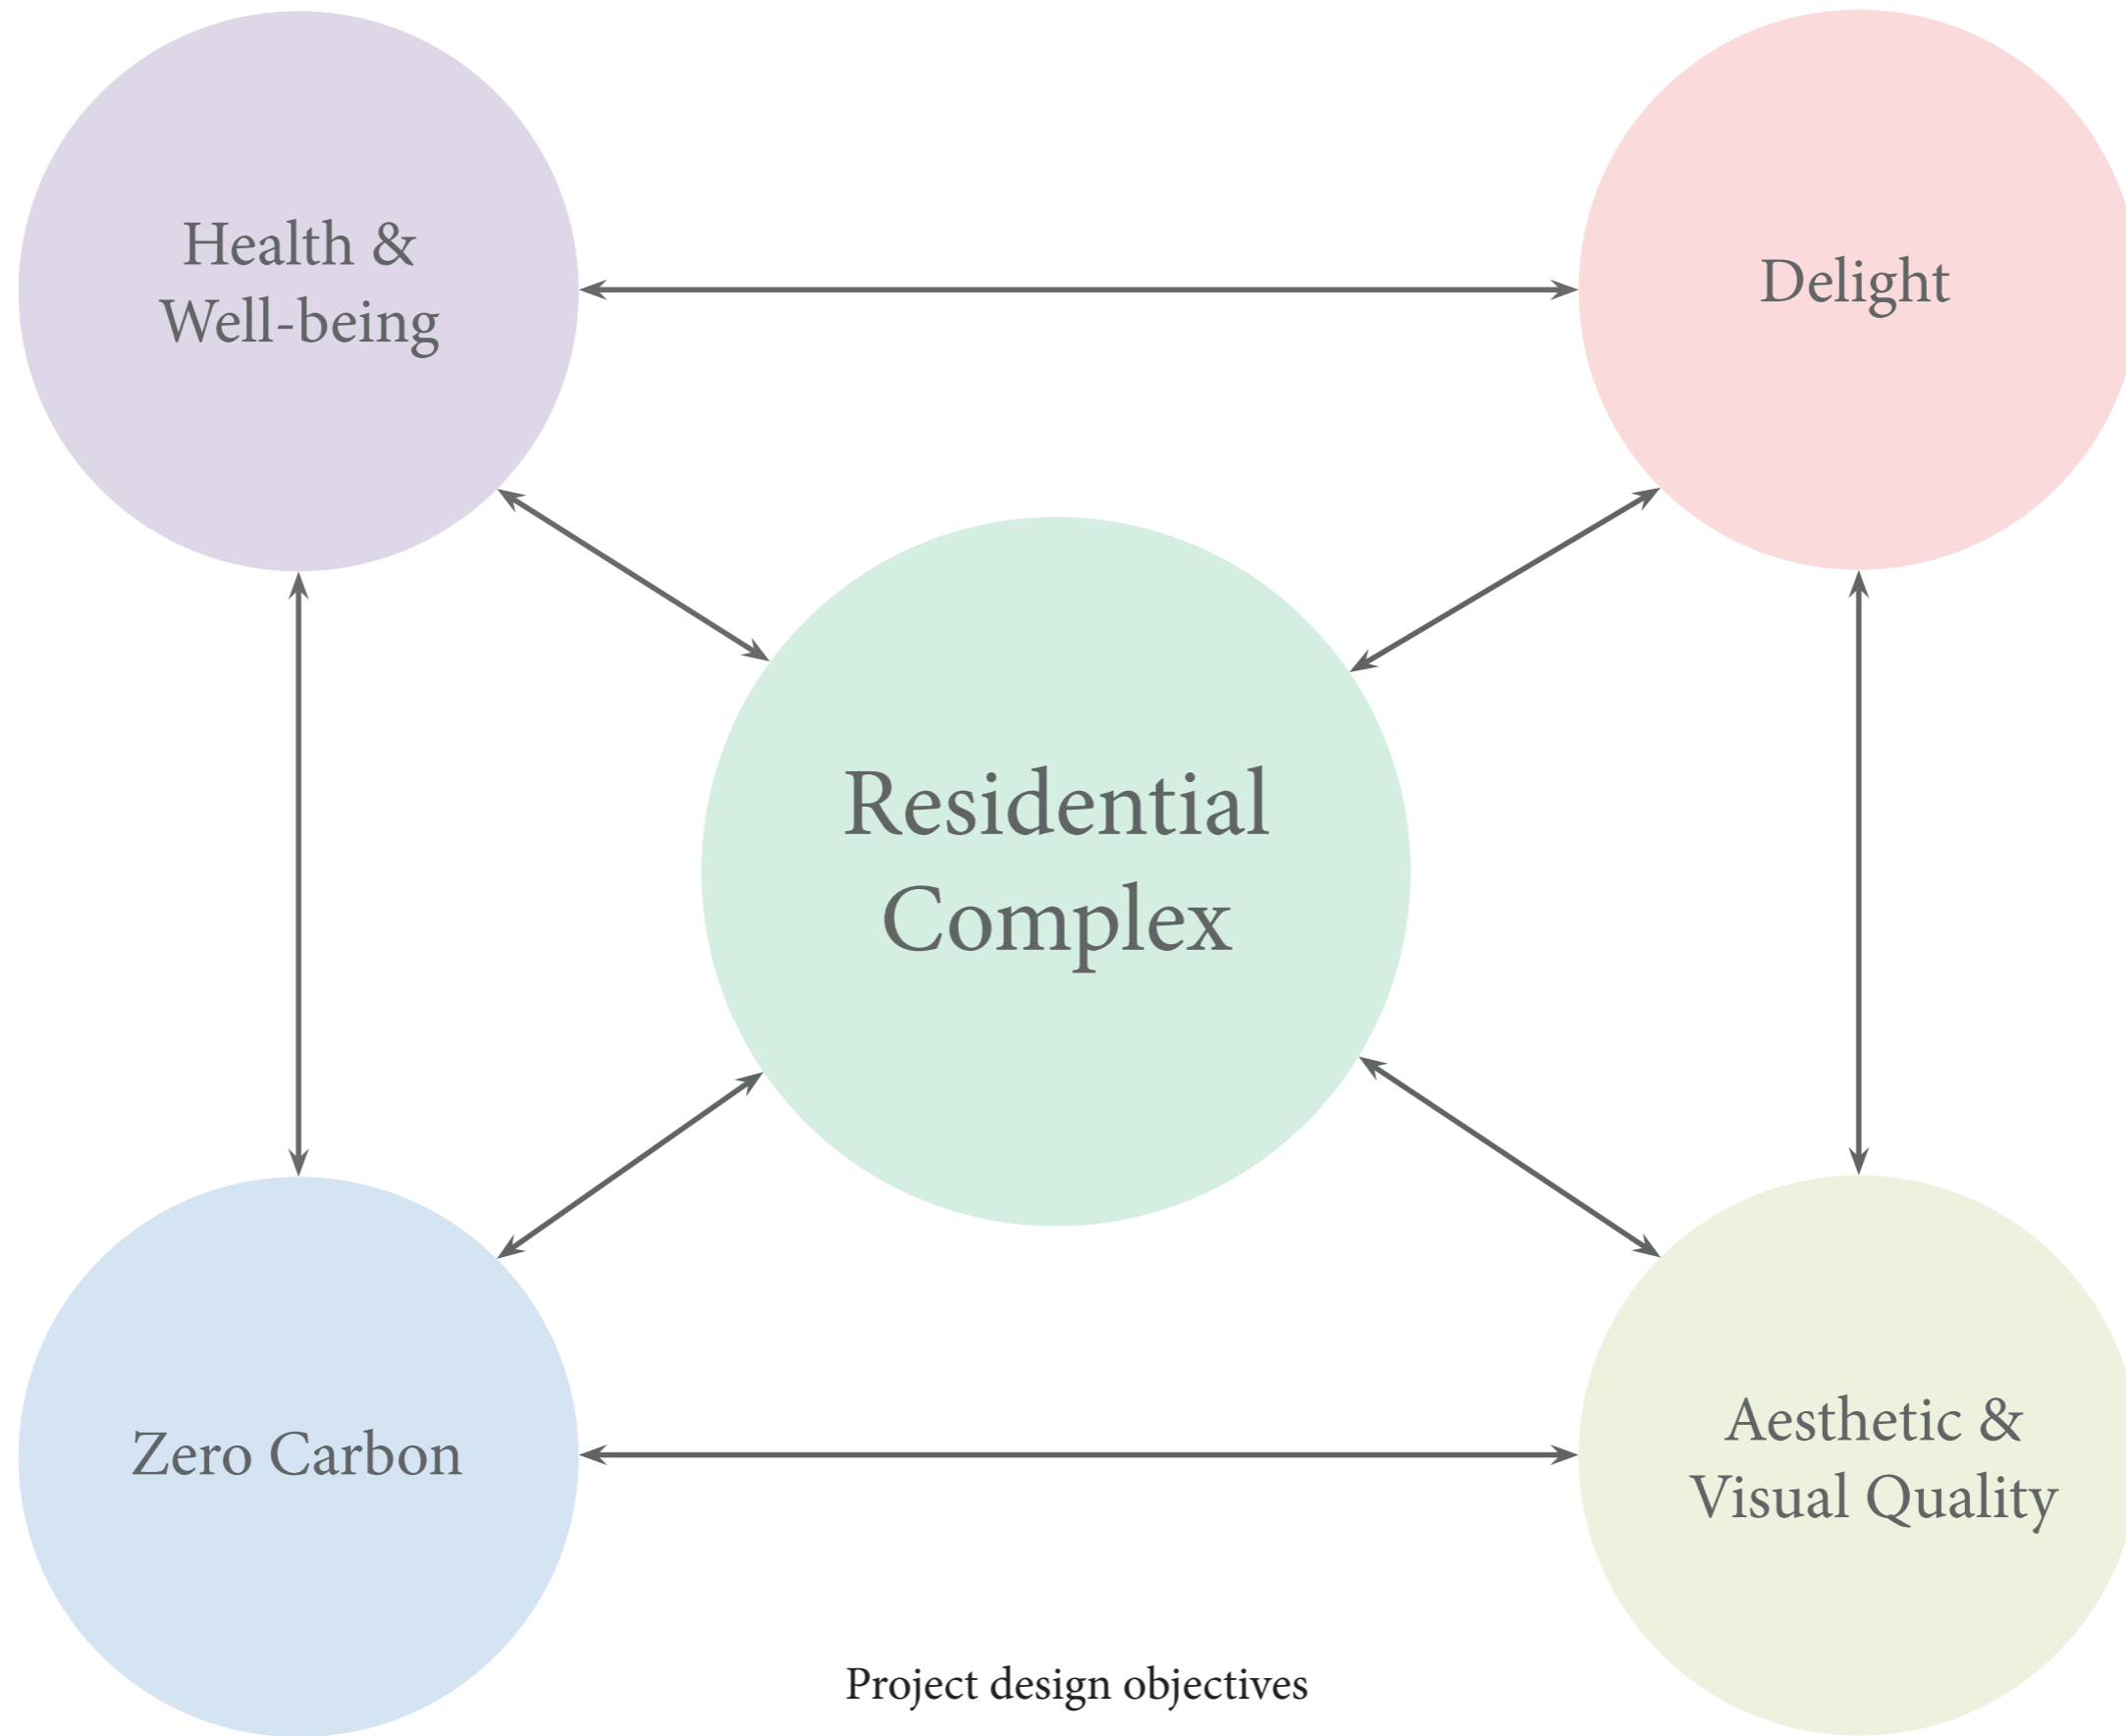 Health &
Well-being
Delight
Residential
Complex
Zero Carbon
Aesthetic &
Visual Quality
Project design objectives